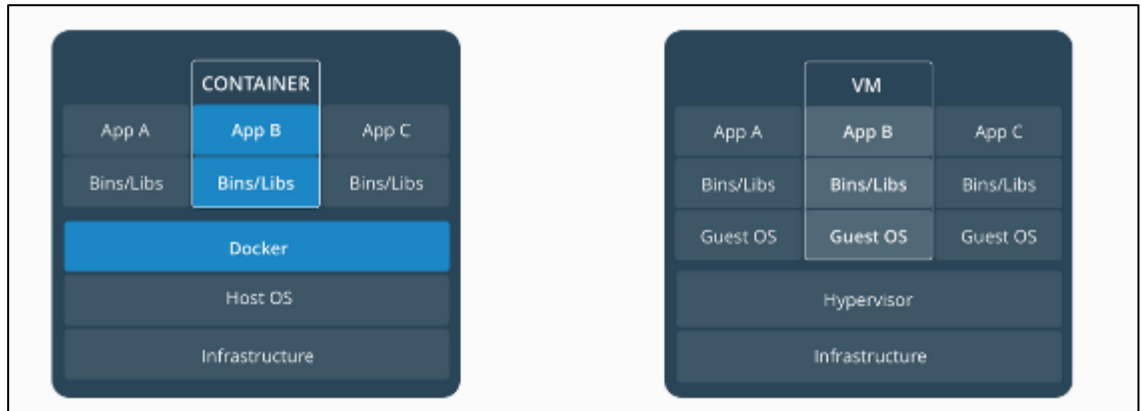 CONTAINER
App A App B App C
Bins/Libs Bins/Libs Bins/Libs
Docker
Host OS
Infrastructure
VM
App A App B App C
Bins/Libs Bins/Libs Bins/Libs
Guest OS Guest OS Guest OS
Hypervisor
Infrastructure